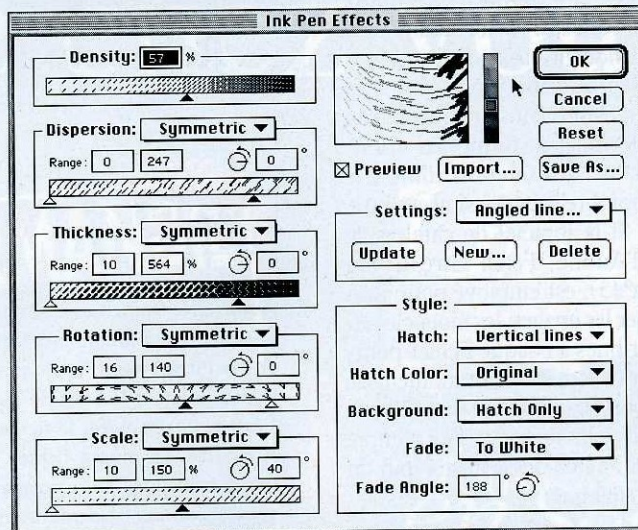 Ink Pen Effects
Density: 57 %
Dispersion: Symmetric
Range: 0 247 0 °
Thickness: Symmetric
Range: 10 564 % 0 °
Rotation: Symmetric
Range: 16 140 0 °
Scale: Symmetric
Range: 10 150 % 40 °
OK
Cancel
Reset
Preview Import... Save As...
Settings: Angled line...
Update New... Delete
Style:
Hatch: Vertical lines
Hatch Color: Original
Background: Hatch Only
Fade: To White
Fade Angle: 188 °